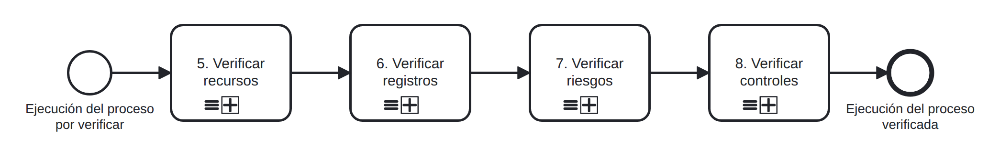 5. Verificar
recursos
6. Verificar
registros
7. Verificar
riesgos
8. Verificar
controles
Ejecución del proceso
por verificar
Ejecución del proceso
verificada